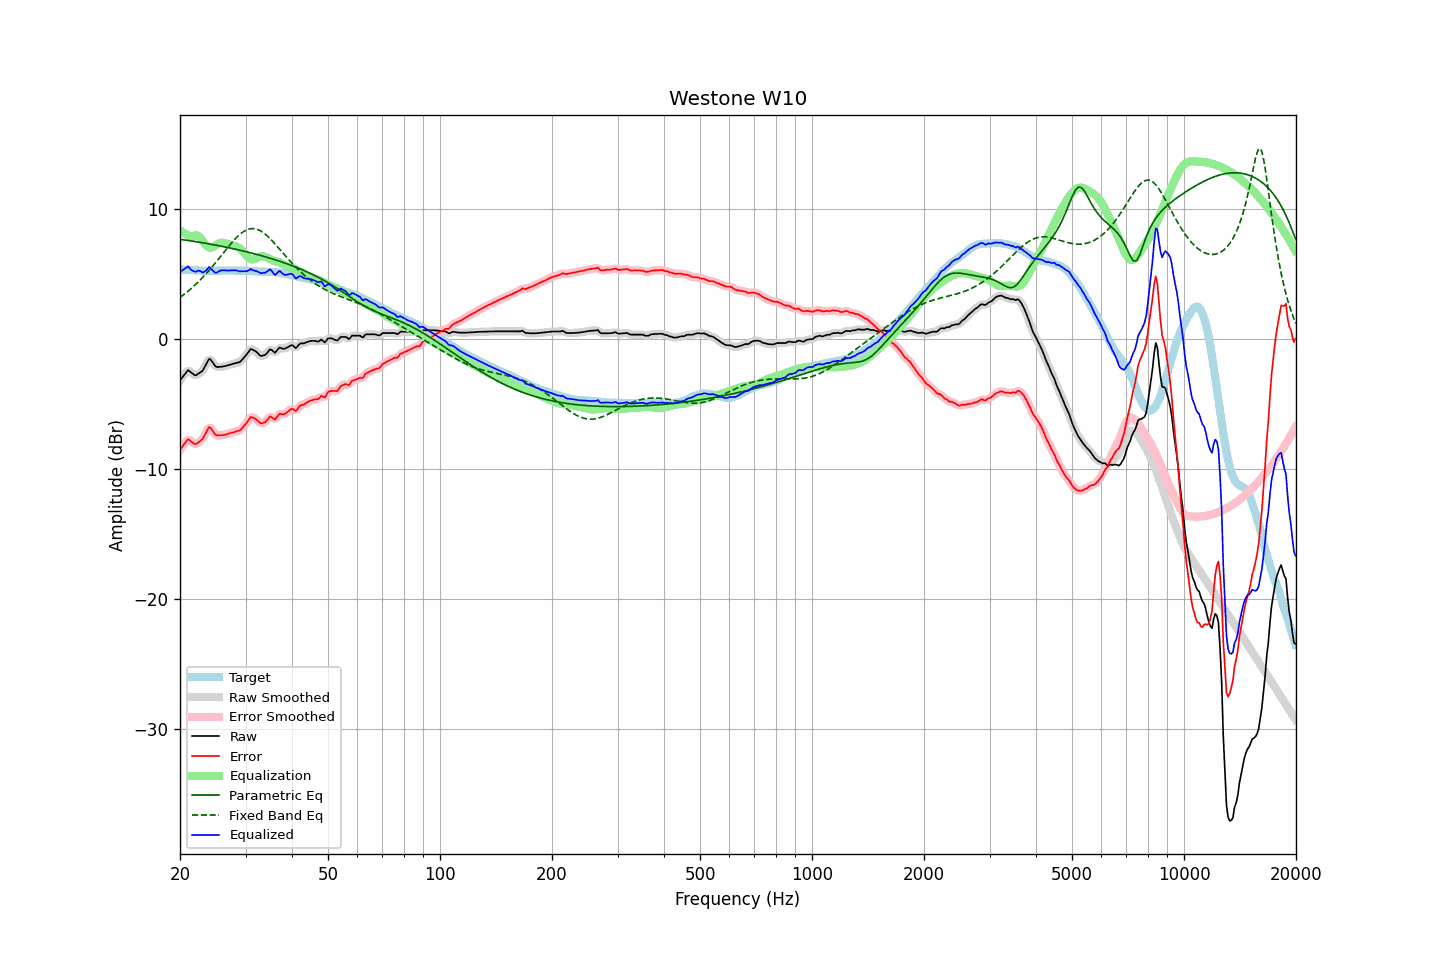 Westone W10
Amplitude (dBr)
10
0
−10
−20
−30
Target
Raw Smoothed
Error Smoothed
Raw
Error
Equalization
Parametric Eq
Fixed Band Eq
Equalized
20 50 100 200 500 1000 2000 5000 10000 20000
Frequency (Hz)